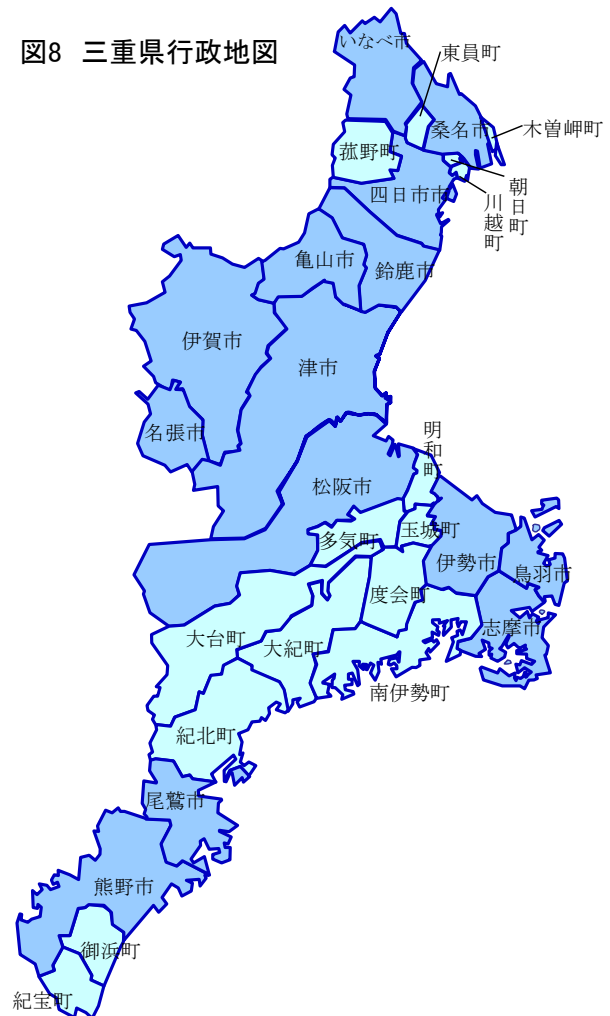 図8 三重県行政地図
いなべ市
東員町
桑名市
木曽岬町
菰野町
朝日町
四日市市
川越町
亀山市
鈴鹿市
伊賀市
津市
名張市
明和町
松阪市
多気町
玉城町
伊勢市
鳥羽市
度会町
志摩市
大台町
大紀町
南伊勢町
紀北町
尾鷲市
熊野市
御浜町
紀宝町